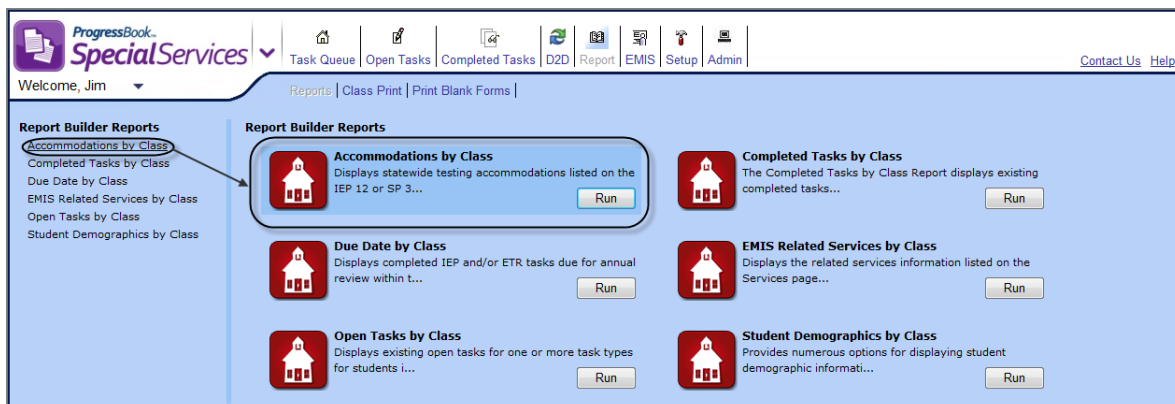 ProgressBook
SpecialServices
Task Queue | Open Tasks | Completed Tasks | D2D | Report | EMIS | Setup | Admin |
Contact Us Help
Welcome, Jim
Reports | Class Print | Print Blank Forms |
Report Builder Reports
Accommodations by Class
Completed Tasks by Class
Due Date by Class
EMIS Related Services by Class
Open Tasks by Class
Student Demographics by Class
Report Builder Reports
Accommodations by Class
Displays statewide testing accommodations listed on the
IEP 12 or SP 3...
Run
Completed Tasks by Class
The Completed Tasks by Class Report displays existing
completed tasks...
Run
Due Date by Class
Displays completed IEP and/or ETR tasks due for annual
review within t...
Run
EMIS Related Services by Class
Displays the related services information listed on the
Services page...
Run
Open Tasks by Class
Displays existing open tasks for one or more task types
for students i...
Run
Student Demographics by Class
Provides numerous options for displaying student
demographic informati...
Run